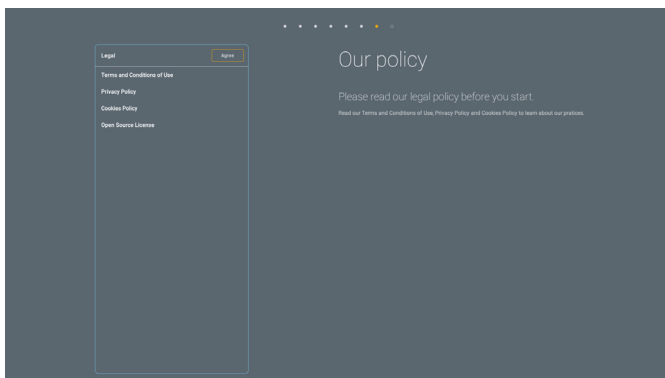 Legal
Agree
Terms and Conditions of Use
Privacy Policy
Cookies Policy
Open Source License
Our policy
Please read our legal policy before you start.
Read our Terms and Conditions of Use, Privacy Policy and Cookies Policy to learn about our pratices.